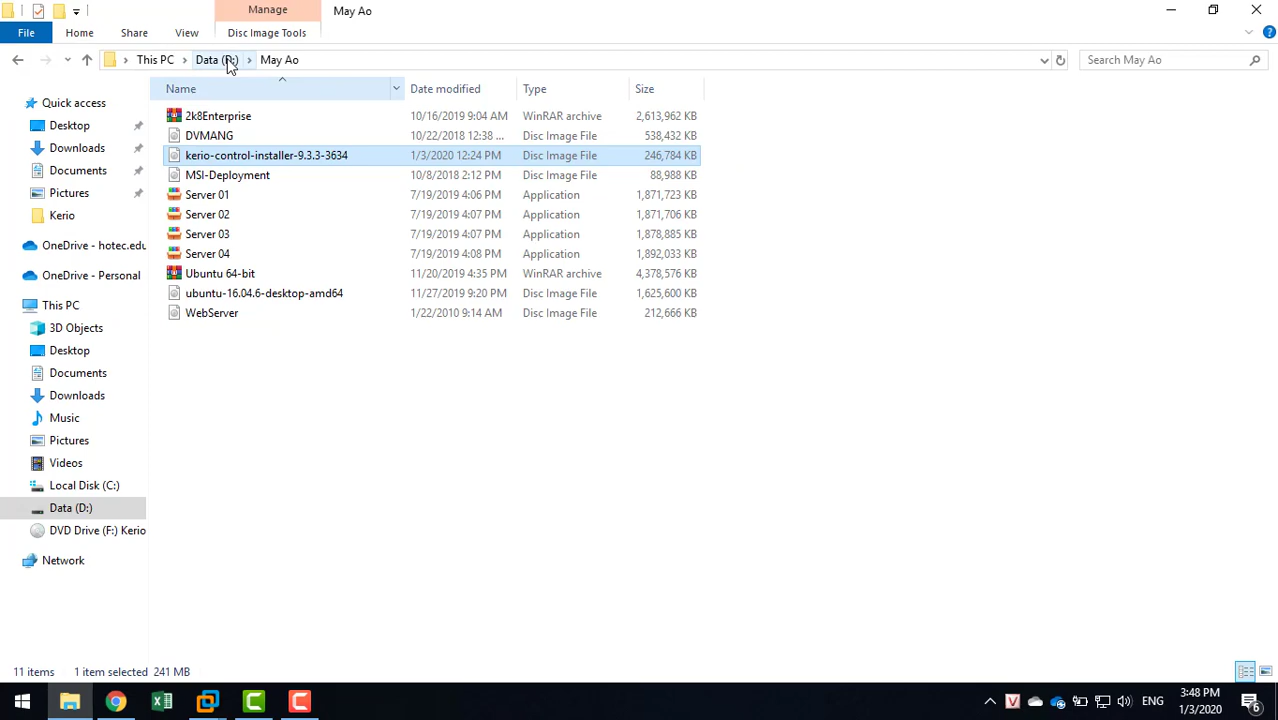 Manage
May Ao
File
Home
Share
View
Disc Image Tools
This PC
Data (D:)
May Ao
Search May Ao
Name
Date modified
Type
Size
2k8Enterprise 10/16/2019 9:04 AM WinRAR archive 2,613,962 KB
DVMANG 10/22/2018 12:38 ... Disc Image File 538,432 KB
kerio-control-installer-9.3.3-3634 1/3/2020 12:24 PM Disc Image File 246,784 KB
MSI-Deployment 10/8/2018 2:12 PM Disc Image File 88,988 KB
Server 01 7/19/2019 4:06 PM Application 1,871,723 KB
Server 02 7/19/2019 4:07 PM Application 1,871,706 KB
Server 03 7/19/2019 4:07 PM Application 1,878,885 KB
Server 04 7/19/2019 4:08 PM Application 1,892,033 KB
Ubuntu 64-bit 11/20/2019 4:35 PM WinRAR archive 4,378,576 KB
ubuntu-16.04.6-desktop-amd64 11/27/2019 9:20 PM Disc Image File 1,625,600 KB
WebServer 1/22/2010 9:14 AM Disc Image File 212,666 KB
Quick access
Desktop
Downloads
Documents
Pictures
Kerio
OneDrive - hotec.edu
OneDrive - Personal
This PC
3D Objects
Desktop
Documents
Downloads
Music
Pictures
Videos
Local Disk (C:)
Data (D:)
DVD Drive (F:) Kerio
Network
11 items 1 item selected 241 MB
ENG
3:48 PM
1/3/2020
6